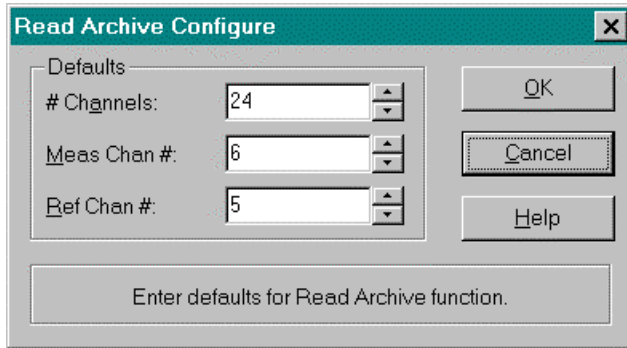 Read Archive Configure
Defaults
# Channels: 24
Meas Chan #: 6
Ref Chan #: 5
OK
Cancel
Help
Enter defaults for Read Archive function.